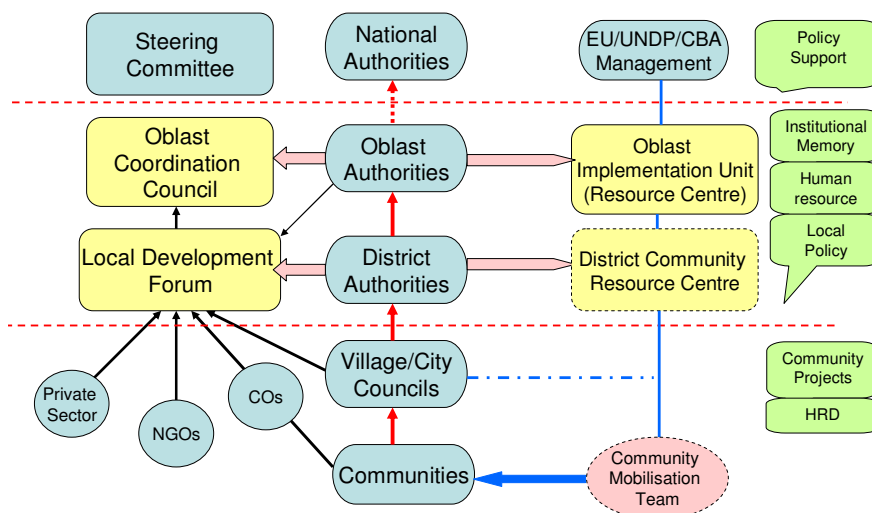 Steering
Committee
National
Authorities
EU/UNDP/CBA
Management
Policy
Support
Oblast
Coordination
Council
Oblast
Authorities
Oblast
Implementation Unit
(Resource Centre)
Institutional
Memory
Human
resource
Local
Policy
Local Development
Forum
District
Authorities
District Community
Resource Centre
Village/City
Councils
Community
Projects
HRD
Private
Sector
NGOs
COs
Communities
Community
Mobilisation
Team